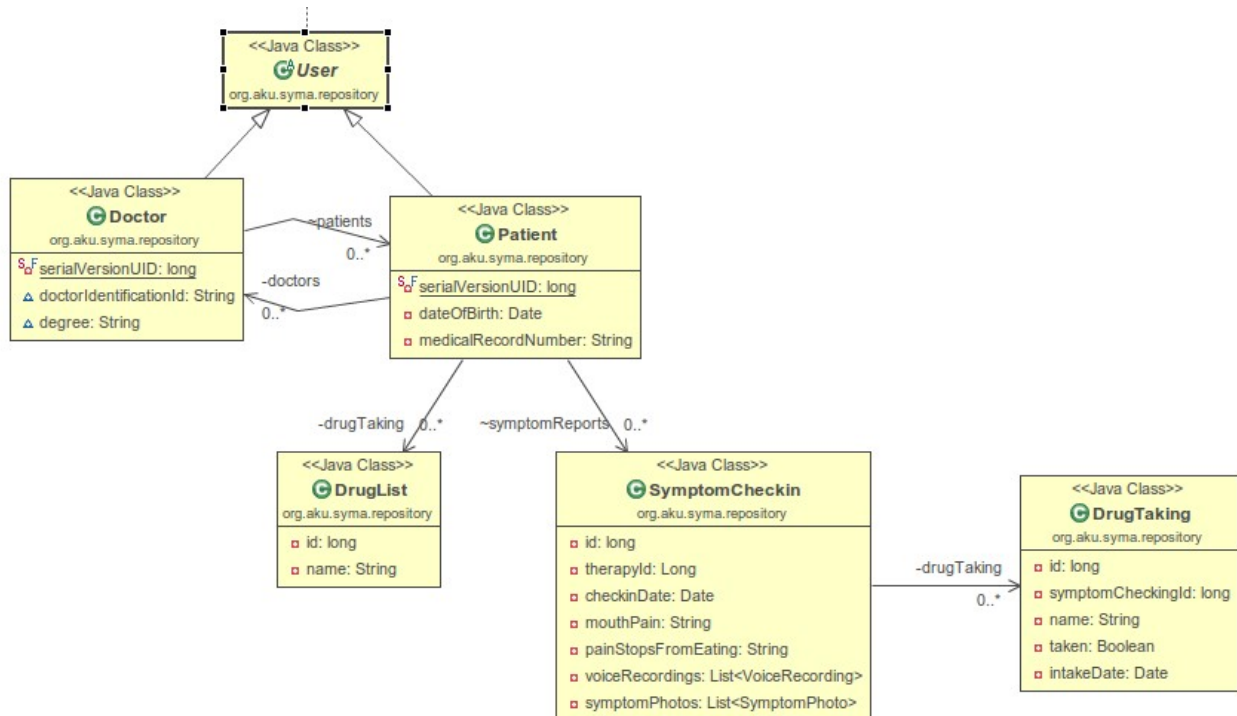 <<Java Class>>
User
org.aku.syma.repository
<<Java Class>>
Doctor
org.aku.syma.repository
serialVersionUID: long
doctorIdentificationId: String
degree: String
~patients
0..*
-doctors
0..*
<<Java Class>>
Patient
org.aku.syma.repository
serialVersionUID: long
dateOfBirth: Date
medicalRecordNumber: String
-drugTaking 0..*
~symptomReports 0..*
<<Java Class>>
DrugList
org.aku.syma.repository
id: long
name: String
<<Java Class>>
SymptomCheckin
org.aku.syma.repository
id: long
therapyId: Long
checkinDate: Date
mouthPain: String
painStopsFromEating: String
voiceRecordings: List<VoiceRecording>
symptomPhotos: List<SymptomPhoto>
-drugTaking
0..*
<<Java Class>>
DrugTaking
org.aku.syma.repository
id: long
symptomCheckingId: long
name: String
taken: Boolean
intakeDate: Date